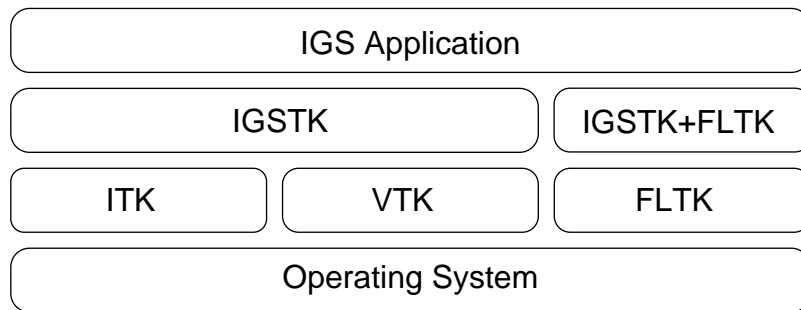 IGS Application
IGSTK
IGSTK+FLTK
ITK
VTK
FLTK
Operating System